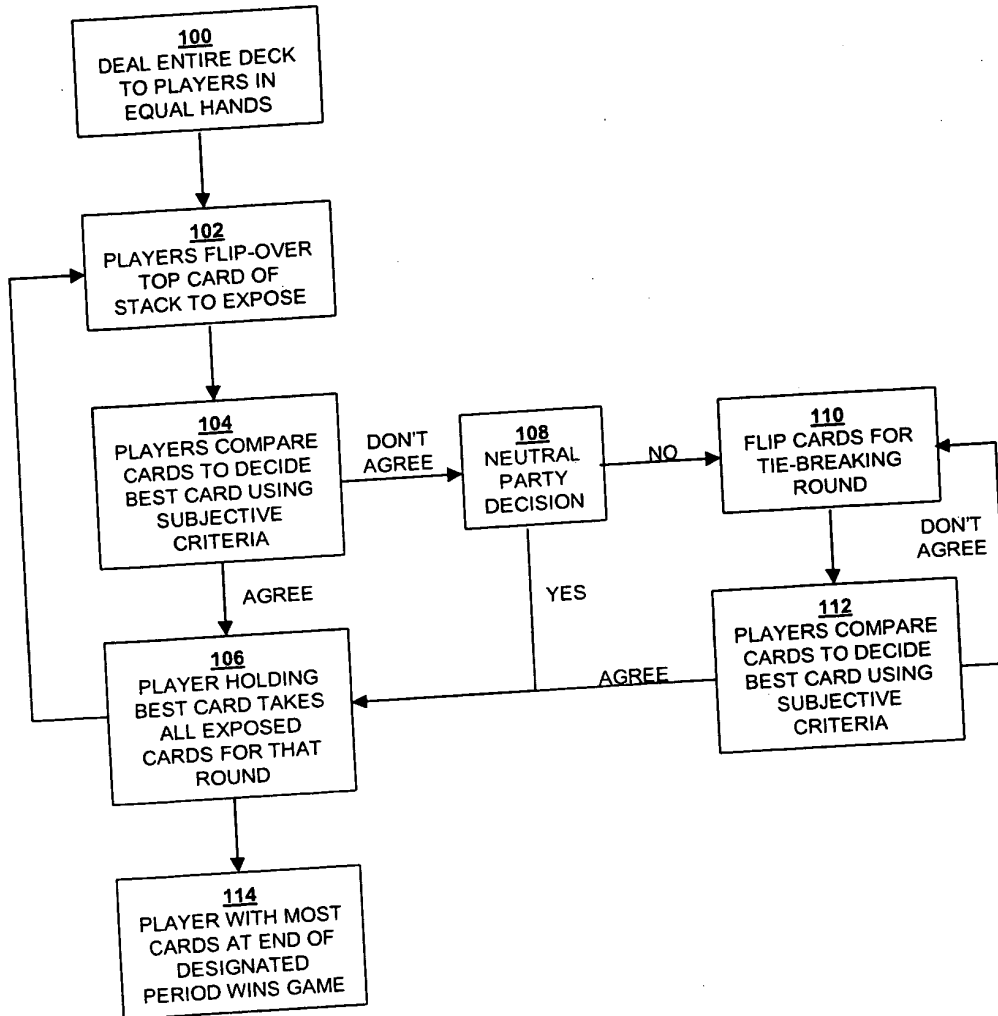 100
DEAL ENTIRE DECK
TO PLAYERS IN
EQUAL HANDS
102
PLAYERS FLIP-OVER
TOP CARD OF
STACK TO EXPOSE
104
PLAYERS COMPARE
CARDS TO DECIDE
BEST CARD USING
SUBJECTIVE
CRITERIA
DON'T
AGREE
108
NEUTRAL
PARTY
DECISION
NO
110
FLIP CARDS FOR
TIE-BREAKING
ROUND
DON'T
AGREE
AGREE
YES
112
PLAYERS COMPARE
CARDS TO DECIDE
BEST CARD USING
SUBJECTIVE
CRITERIA
AGREE
106
PLAYER HOLDING
BEST CARD TAKES
ALL EXPOSED
CARDS FOR THAT
ROUND
114
PLAYER WITH MOST
CARDS AT END OF
DESIGNATED
PERIOD WINS GAME